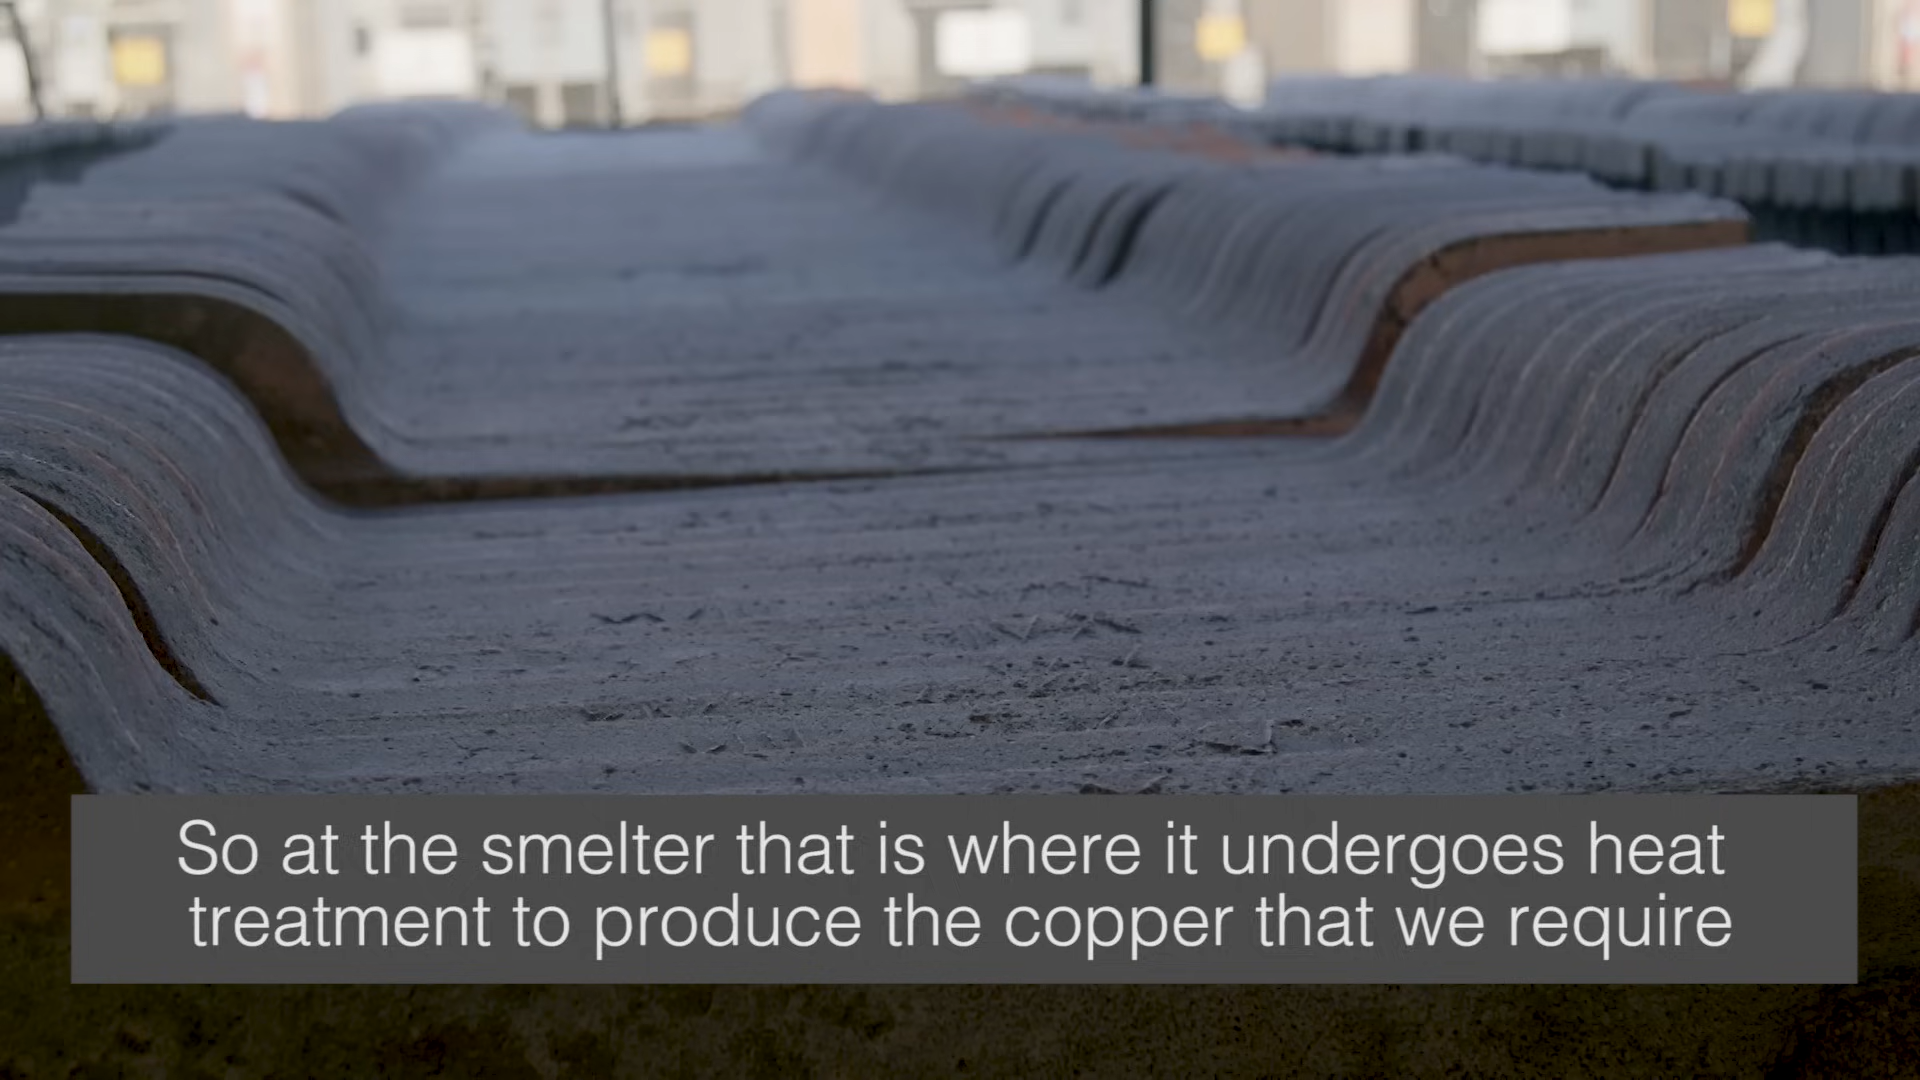 So at the smelter that is where it undergoes heat
treatment to produce the copper that we require